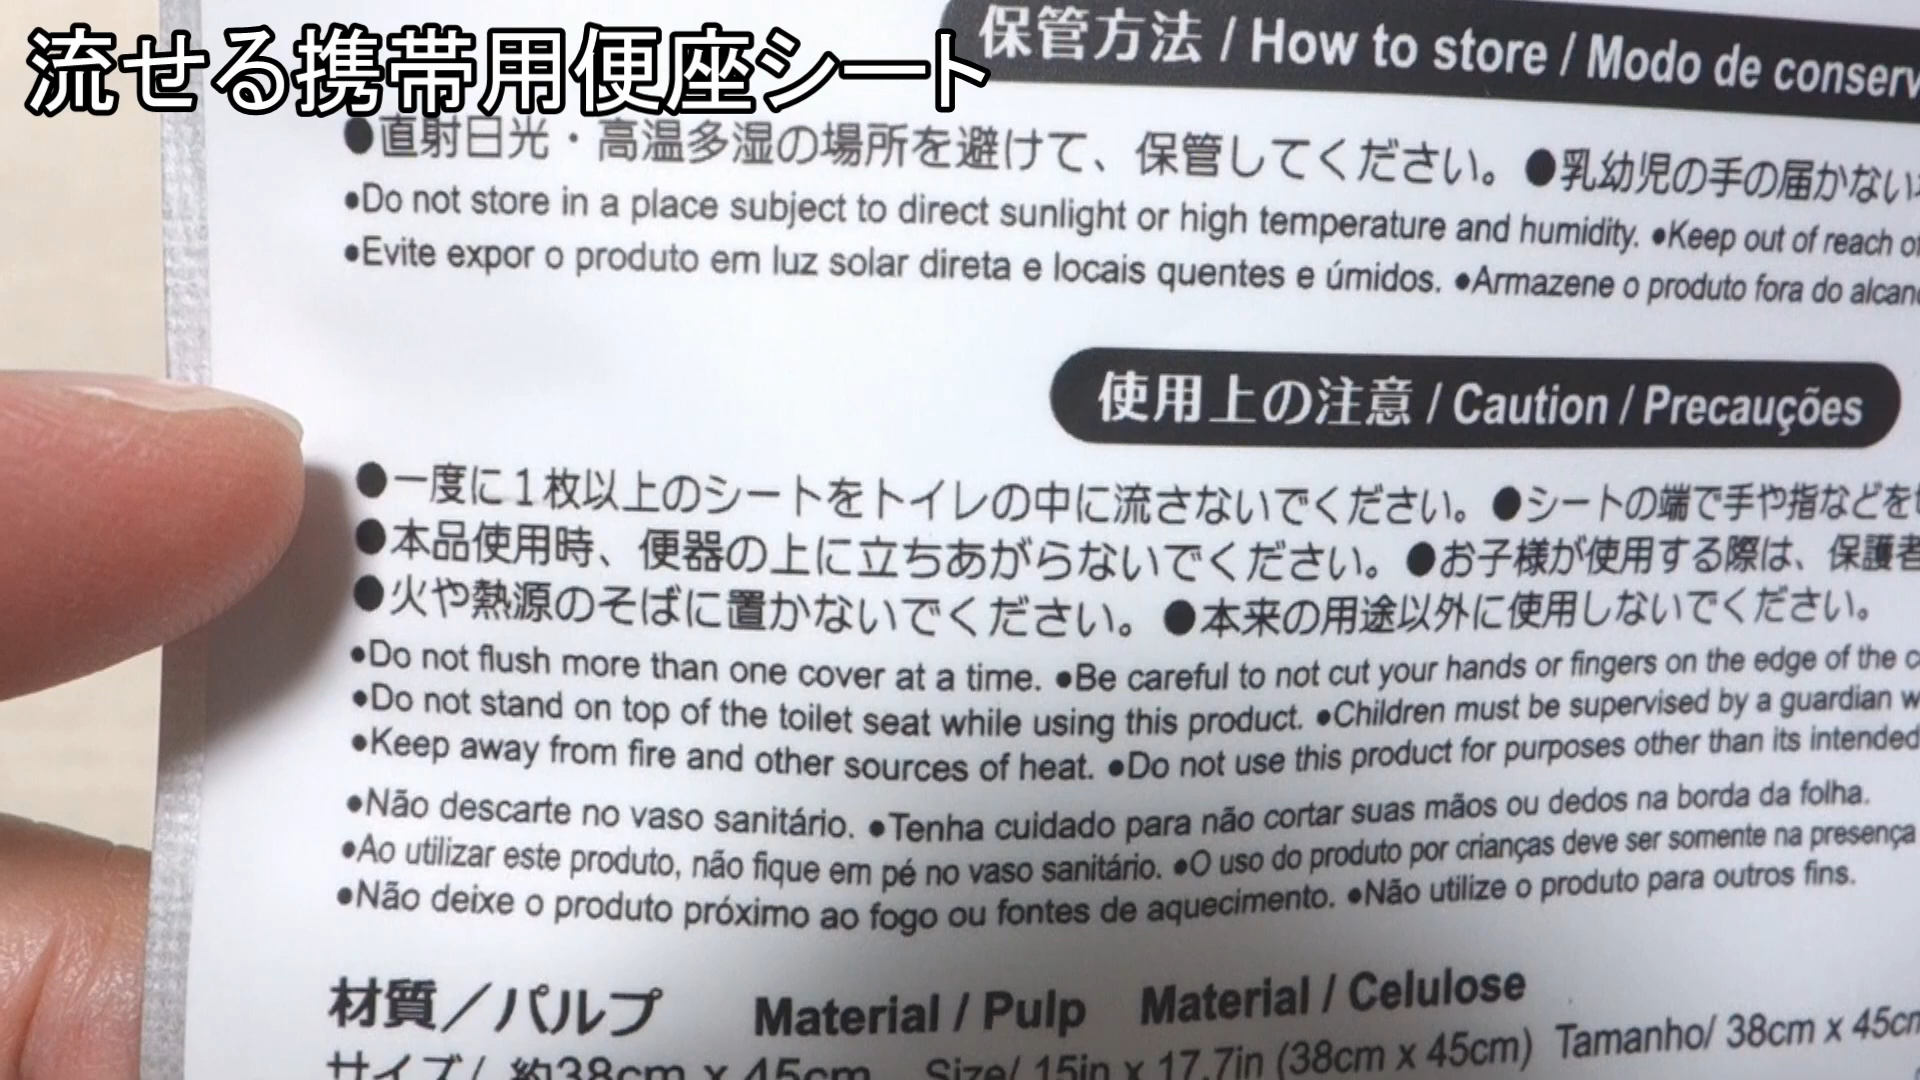 流せる携帯用便座シート
保管方法 / How to store / Modo de conserv
●直射日光・高温多湿の場所を避けて、保管してください。●乳幼児の手の届かない
●Do not store in a place subject to direct sunlight or high temperature and humidity. ●Keep out of reach of
●Evite expor o produto em luz solar direta e locais quentes e úmidos. ●Armazene o produto fora do alcan
使用上の注意 / Caution / Precauções
●一度に1枚以上のシートをトイレの中に流さないでください。●シートの端で手や指などを
●本品使用時、便器の上に立ちあがらないでください。●お子様が使用する際は、保護者
●火や熱源のそばに置かないでください。●本来の用途以外に使用しないでください。
●Do not flush more than one cover at a time. ●Be careful to not cut your hands or fingers on the edge of the c
●Do not stand on top of the toilet seat while using this product. ●Children must be supervised by a guardian w
●Keep away from fire and other sources of heat. ●Do not use this product for purposes other than its intended
●Não descarte no vaso sanitário. ●Tenha cuidado para não cortar suas mãos ou dedos na borda da folha.
●Ao utilizar este produto, não fique em pé no vaso sanitário. ●O uso do produto por crianças deve ser somente na presença
●Não deixe o produto próximo ao fogo ou fontes de aquecimento. ●Não utilize o produto para outros fins.
材質／パルプ Material / Pulp Material / Celulose
サイズ/ 約38cm x 45cm Size/ 15in x 17.7in (38cm x 45cm) Tamanho/ 38cm x 45cm